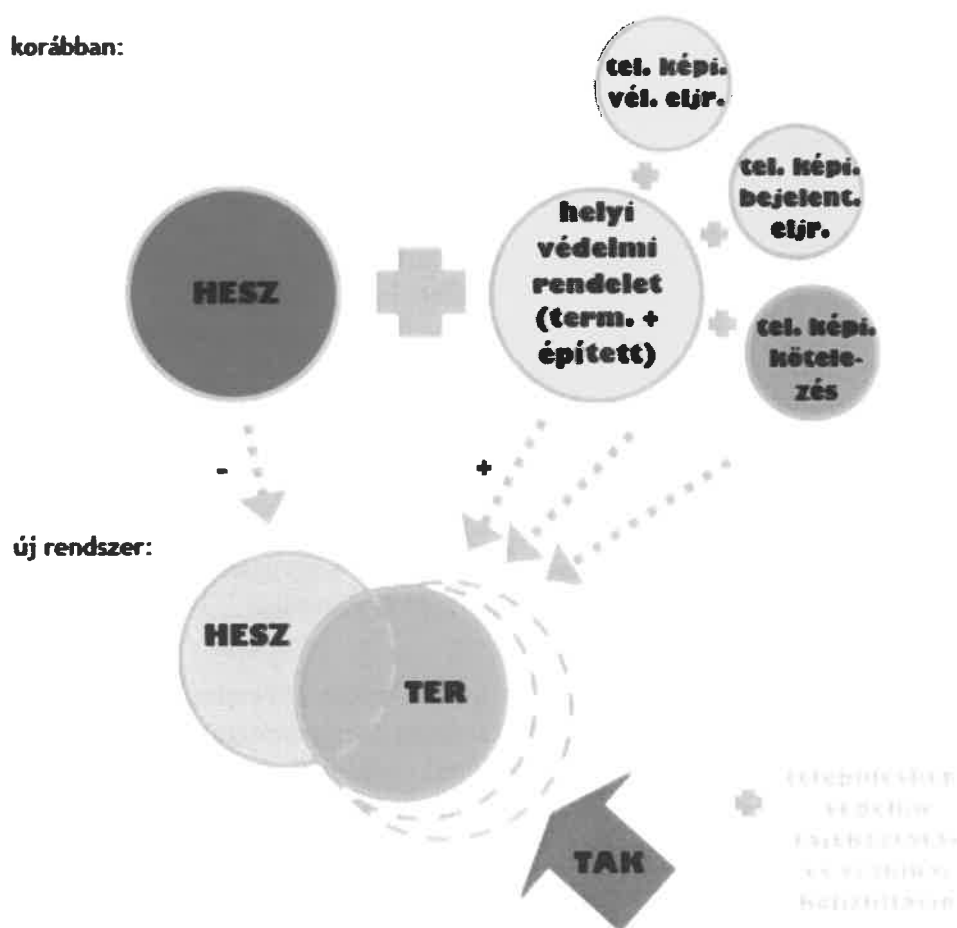 korábban:
tel. képi.
vél. eljr.
tel. képi.
bejelent.
eljr.
HESZ
helyi
védelmi
rendelet
(term. +
épített)
tel. képi.
kötele-
zés
-
+
új rendszer:
HESZ
TER
TAK